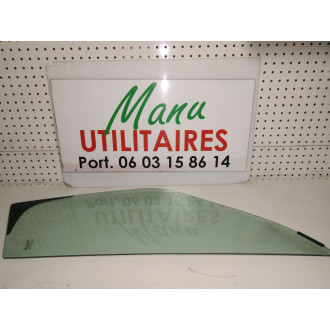 Manu
UTILITAIRES
Port. 06 03 15 86 14